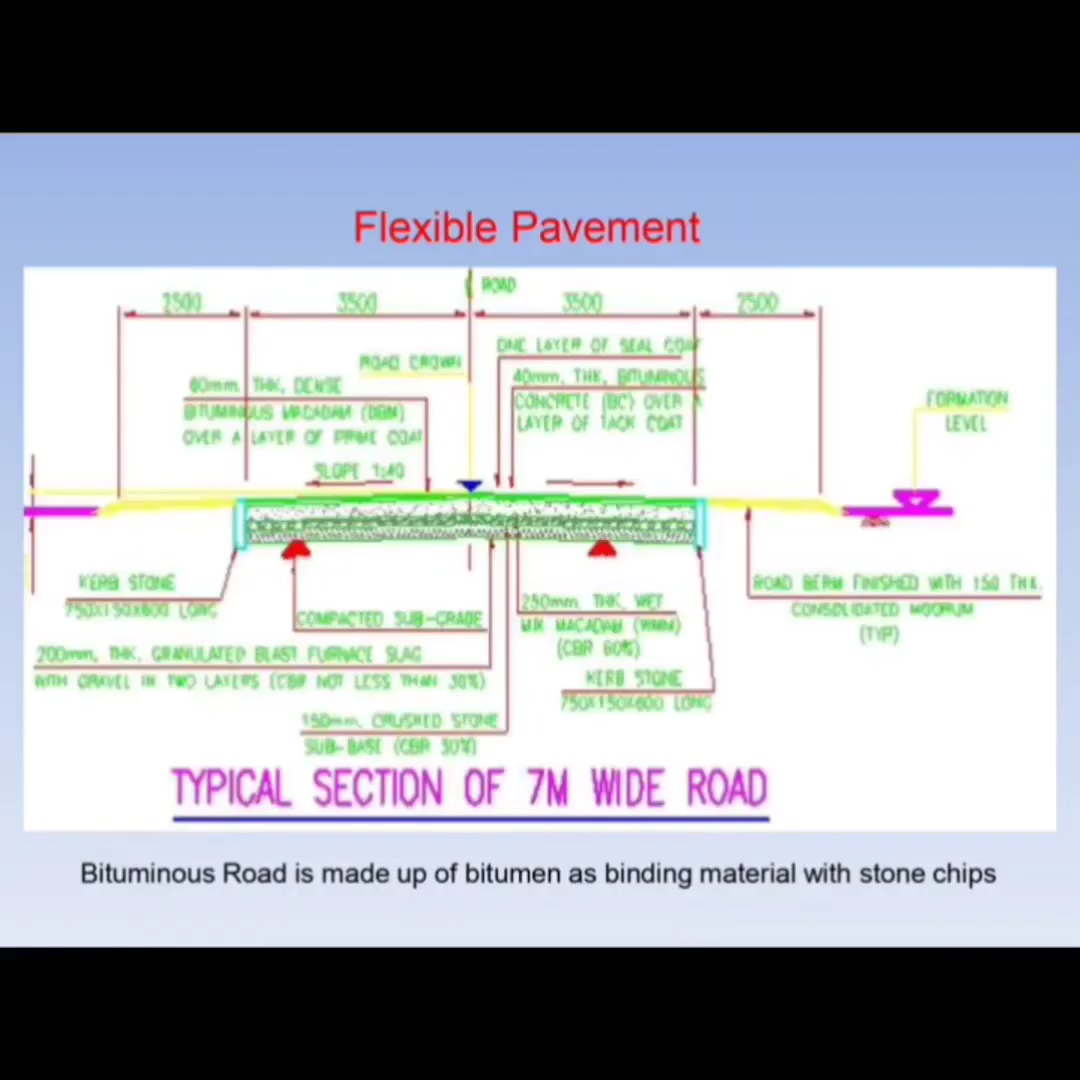 Flexible Pavement
ROAD
2500 3500 3500 2500
ONE LAYER OF SEAL COAT
ROAD CROWN
40mm. THK. BITUMINOUS
CONCRETE (BC) OVER A
LAYER OF TACK COAT
THK. DENSE
BITUMINOUS MACADAM (DBM)
OVER A LAYER OF PRIME COAT
FORMATION
LEVEL
SLOPE 1:40
KERB STONE
750X150X600 LONG
ROAD BERM FINISHED WITH 150 THK.
CONSOLIDATED MOORUM
(TYP)
COMPACTED SUB-GRADE
250mm. THK. WET
MIX MACADAM (WMM)
(CBR 60%)
200mm. THK. GRANULATED BLAST FURNACE SLAG
WITH GRAVEL IN TWO LAYERS (CBR NOT LESS THAN 30%)
KERB STONE
750X150X600 LONG
150mm. CRUSHED STONE
SUB-BASE (CBR 30%)
TYPICAL SECTION OF 7M WIDE ROAD
Bituminous Road is made up of bitumen as binding material with stone chips